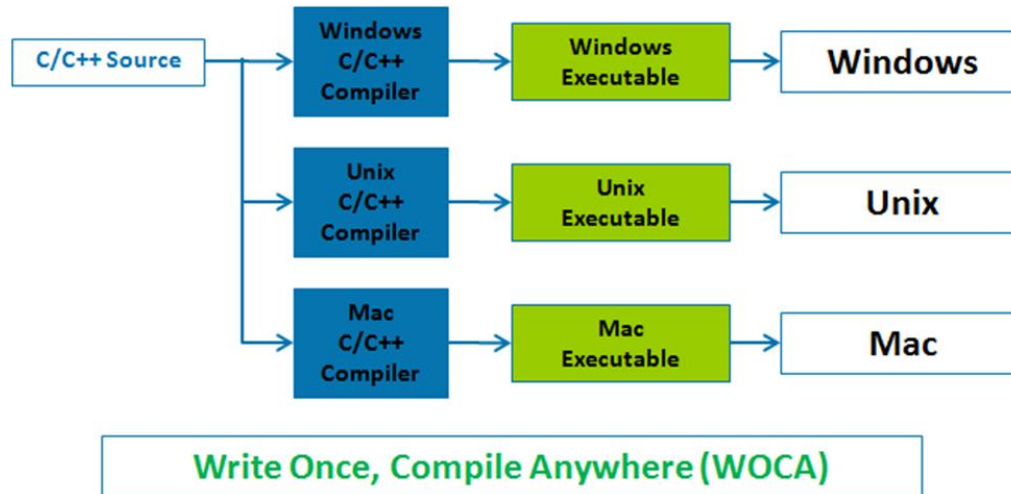 C/C++ Source
Windows
C/C++
Compiler
Windows
Executable
Windows
Unix
C/C++
Compiler
Unix
Executable
Unix
Mac
C/C++
Compiler
Mac
Executable
Mac
Write Once, Compile Anywhere (WOCA)